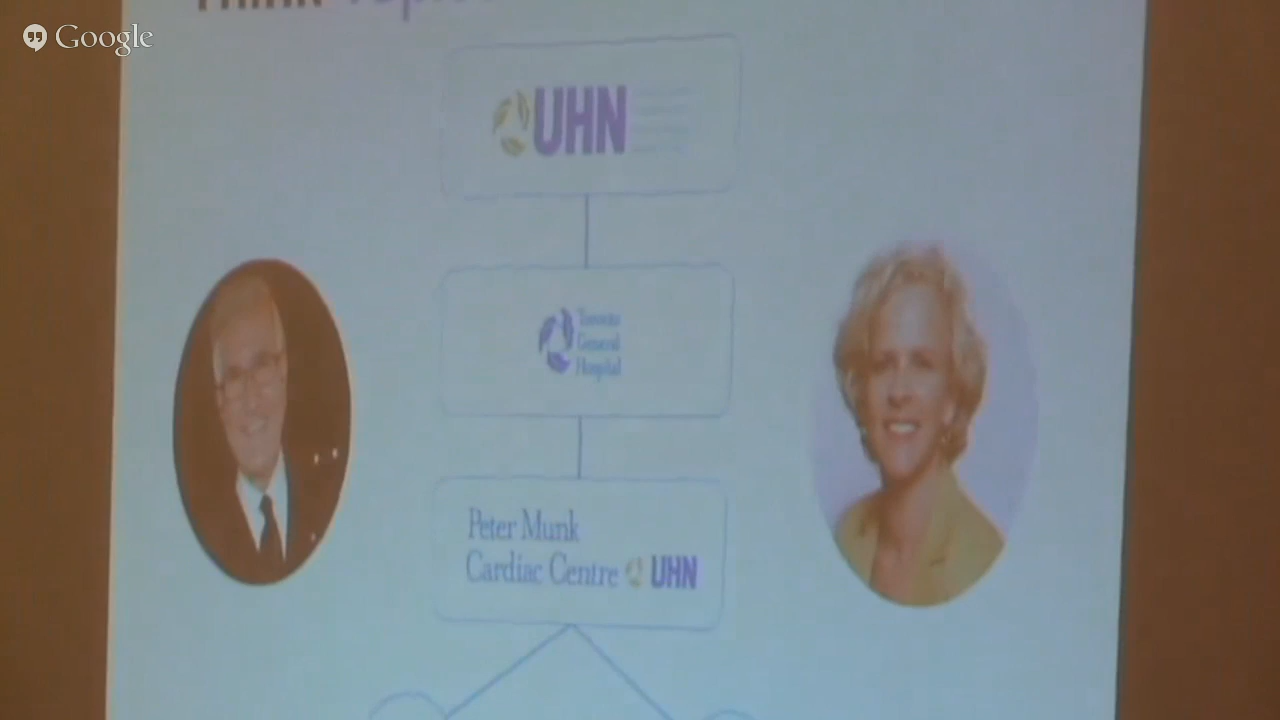 Google
UHN
Toronto
General
Hospital
Peter Munk
Cardiac Centre UHN